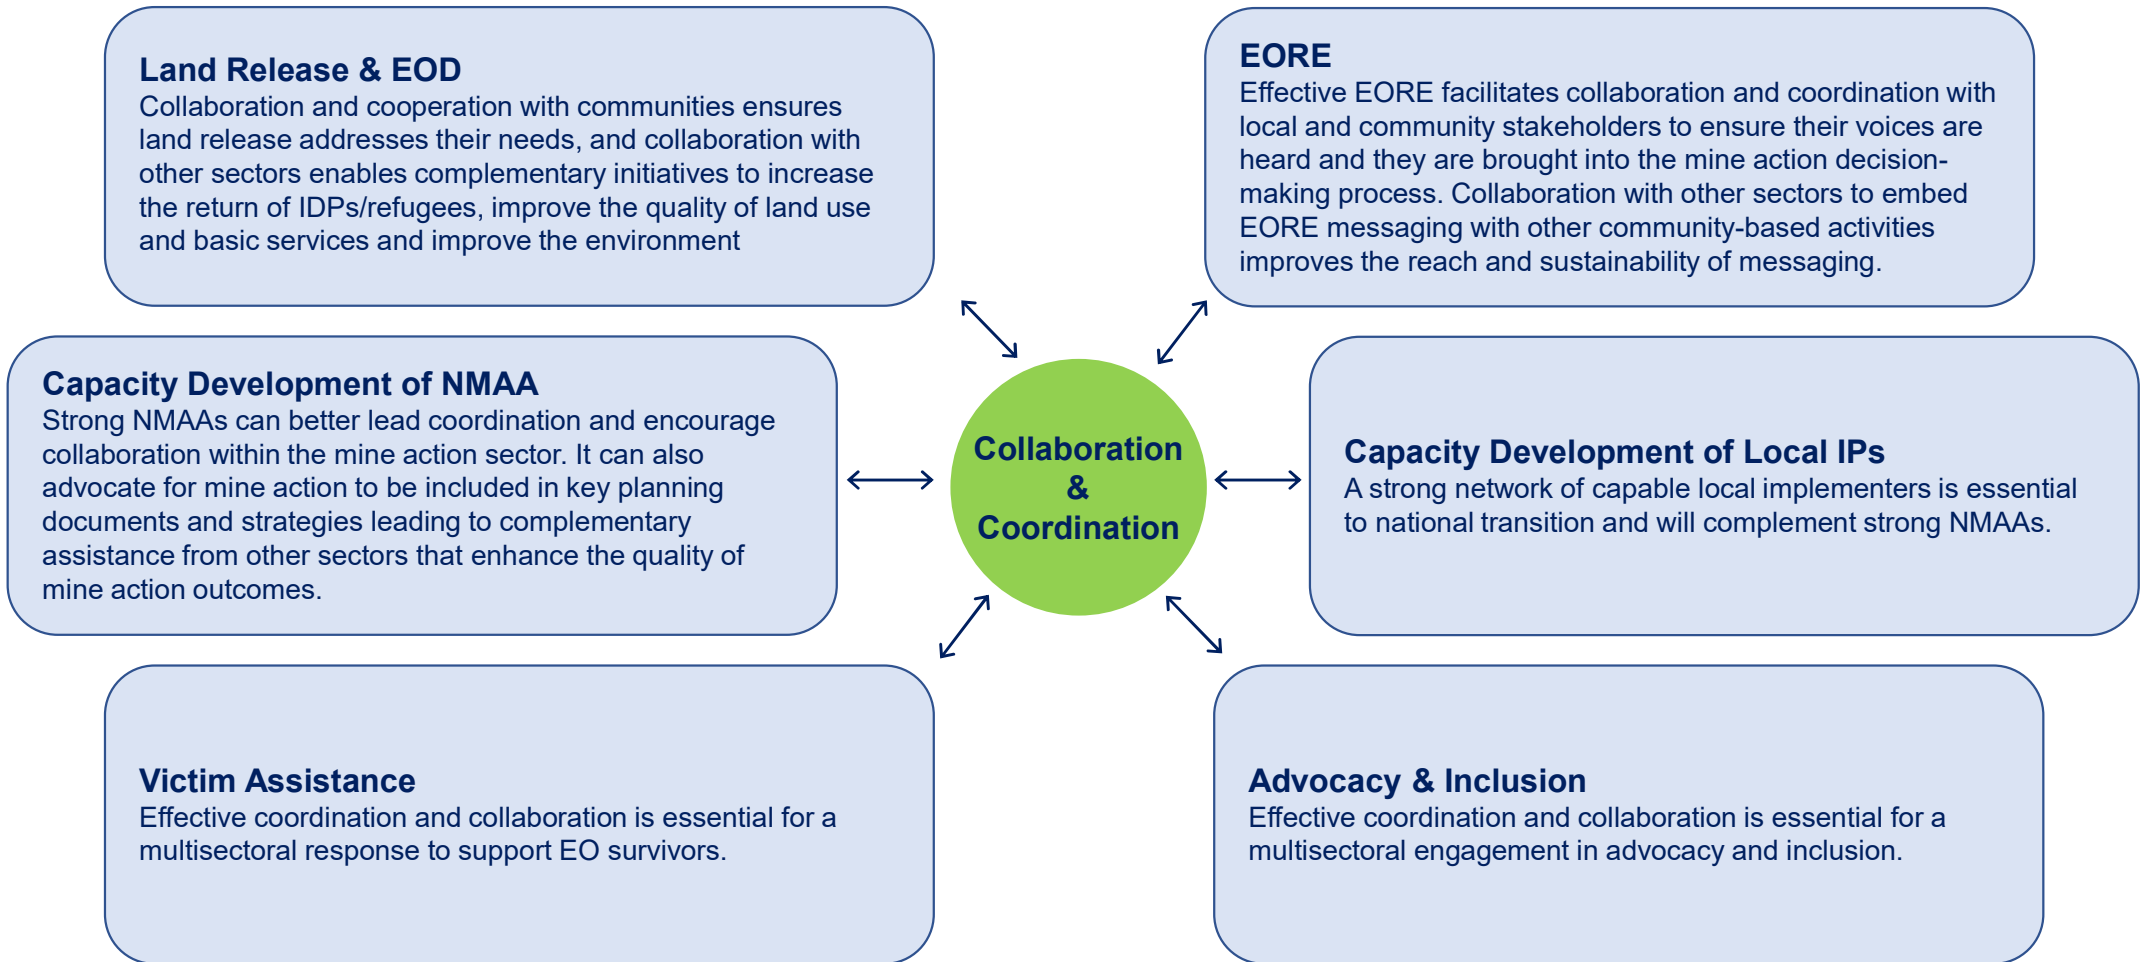 Land Release & EOD
Collaboration and cooperation with communities ensures
land release addresses their needs, and collaboration with
other sectors enables complementary initiatives to increase
the return of IDPs/refugees, improve the quality of land use
and basic services and improve the environment
EORE
Effective EORE facilitates collaboration and coordination with
local and community stakeholders to ensure their voices are
heard and they are brought into the mine action decision-
making process. Collaboration with other sectors to embed
EORE messaging with other community-based activities
improves the reach and sustainability of messaging.
Capacity Development of NMAA
Strong NMAAs can better lead coordination and encourage
collaboration within the mine action sector. It can also
advocate for mine action to be included in key planning
documents and strategies leading to complementary
assistance from other sectors that enhance the quality of
mine action outcomes.
Collaboration
&
Coordination
Capacity Development of Local IPs
A strong network of capable local implementers is essential
to national transition and will complement strong NMAAs.
Victim Assistance
Effective coordination and collaboration is essential for a
multisectoral response to support EO survivors.
Advocacy & Inclusion
Effective coordination and collaboration is essential for a
multisectoral engagement in advocacy and inclusion.